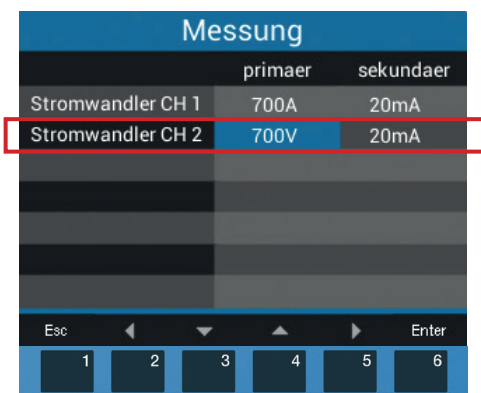 Messung
primaer sekundaer
Stromwandler CH 1 700A 20mA
Stromwandler CH 2 700V 20mA
Esc Enter
1 2 3 4 5 6